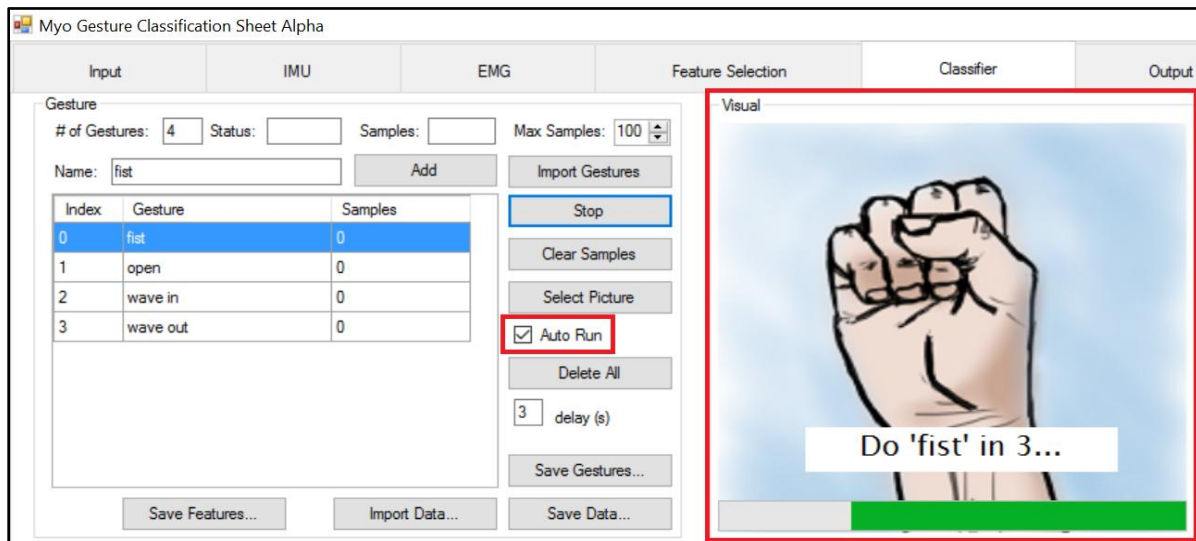 Myo Gesture Classification Sheet Alpha
Input IMU EMG Feature Selection Classifier Output
Gesture
# of Gestures: 4 Status: Samples: Max Samples: 100
Name: fist Add Import Gestures
Index Gesture Samples
0 fist 0
1 open 0
2 wave in 0
3 wave out 0
Stop
Clear Samples
Select Picture
Auto Run
Delete All
3 delay (s)
Save Gestures...
Save Features... Import Data... Save Data...
Visual
Do 'fist' in 3...